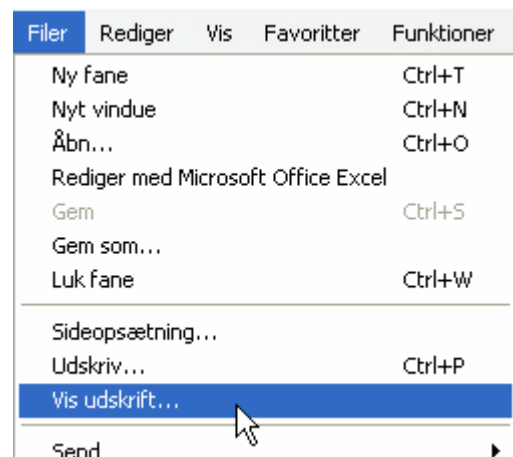 Filer Rediger Vis Favoritter Funktioner
Ny fane Ctrl+T
Nyt vindue Ctrl+N
Åbn... Ctrl+O
Rediger med Microsoft Office Excel
Gem Ctrl+S
Gem som...
Luk fane Ctrl+W
Sideopsætning...
Udskriv... Ctrl+P
Vis udskrift...
Send